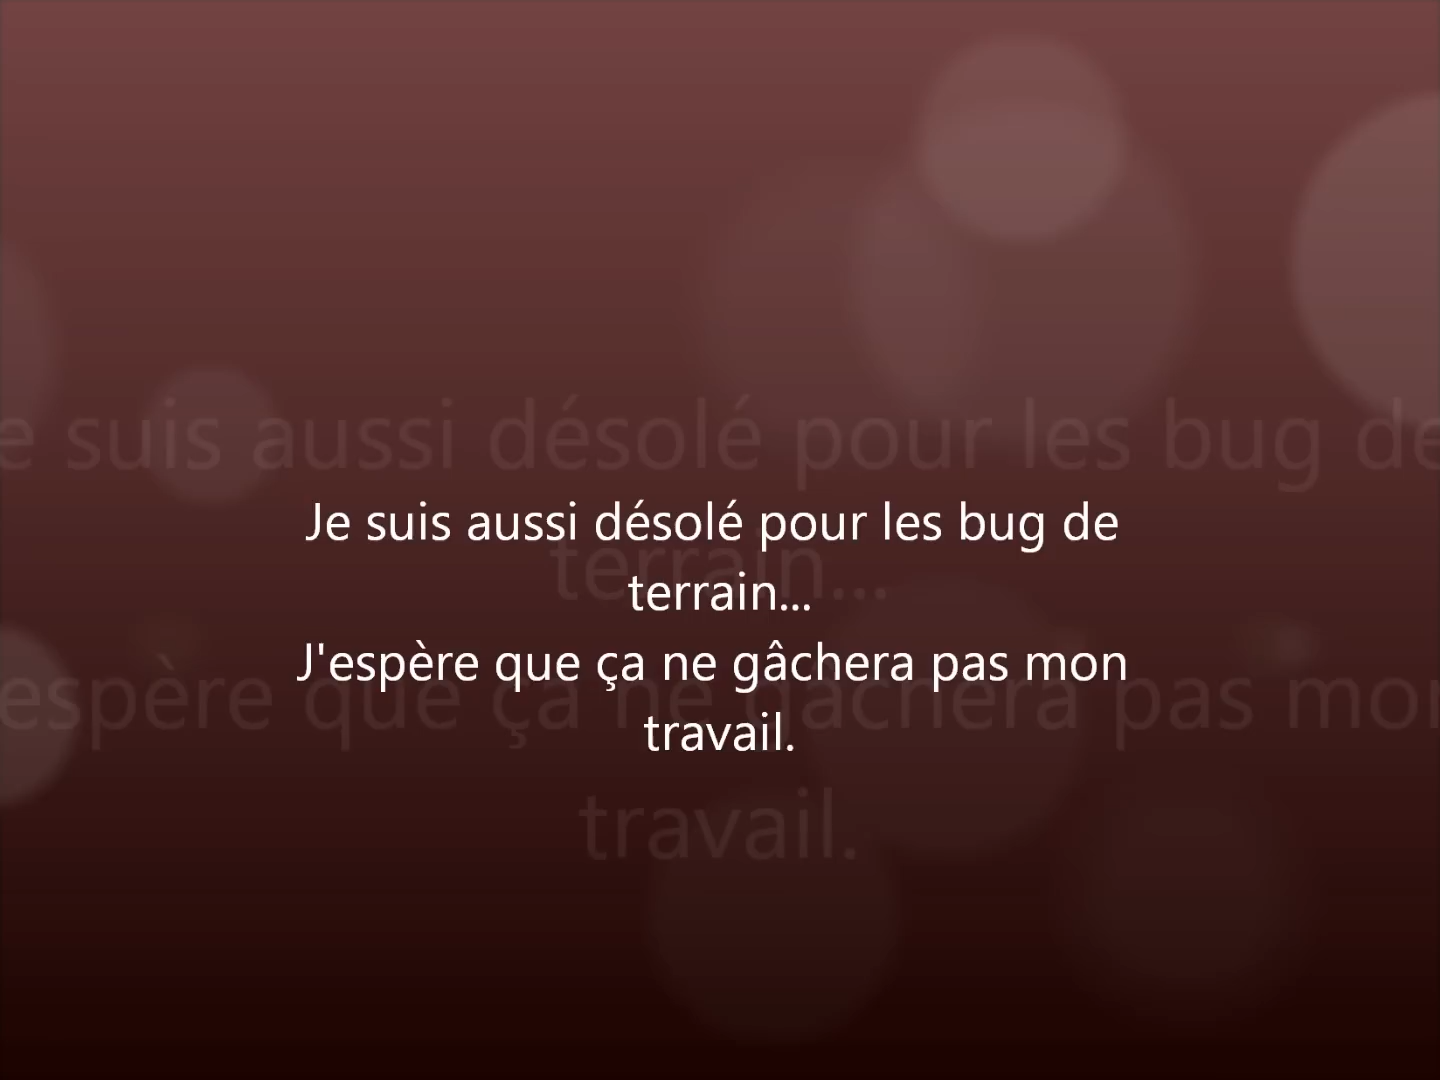 Je suis aussi désolé pour les bug de
terrain...
J'espère que ça ne gâchera pas mon
travail.